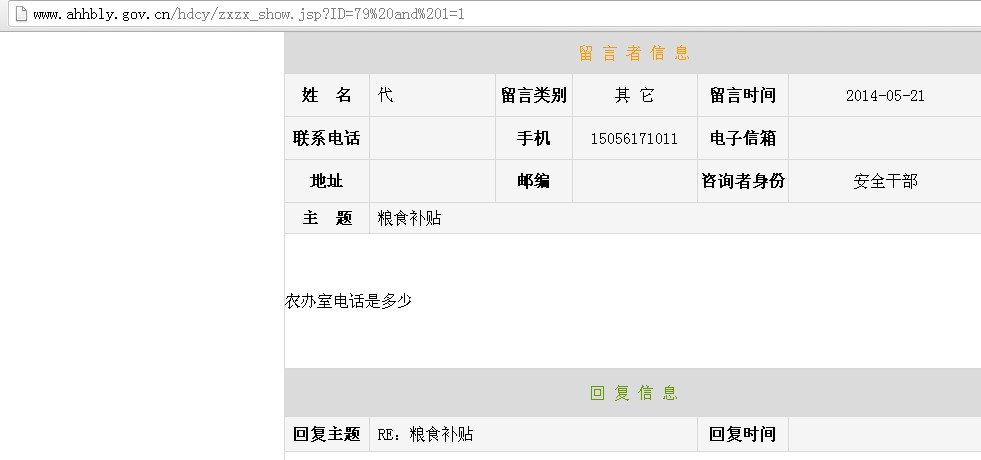 www.ahhbly.gov.cn/hdcy/zxzx_show.jsp?ID=79%20and%201=1
留言者信息
姓 名 代 留言类别 其 它 留言时间 2014-05-21
联系电话 手机 15056171011 电子信箱
地址 邮编 咨询者身份 安全干部
主 题 粮食补贴
农办室电话是多少
回复信息
回复主题 RE：粮食补贴 回复时间